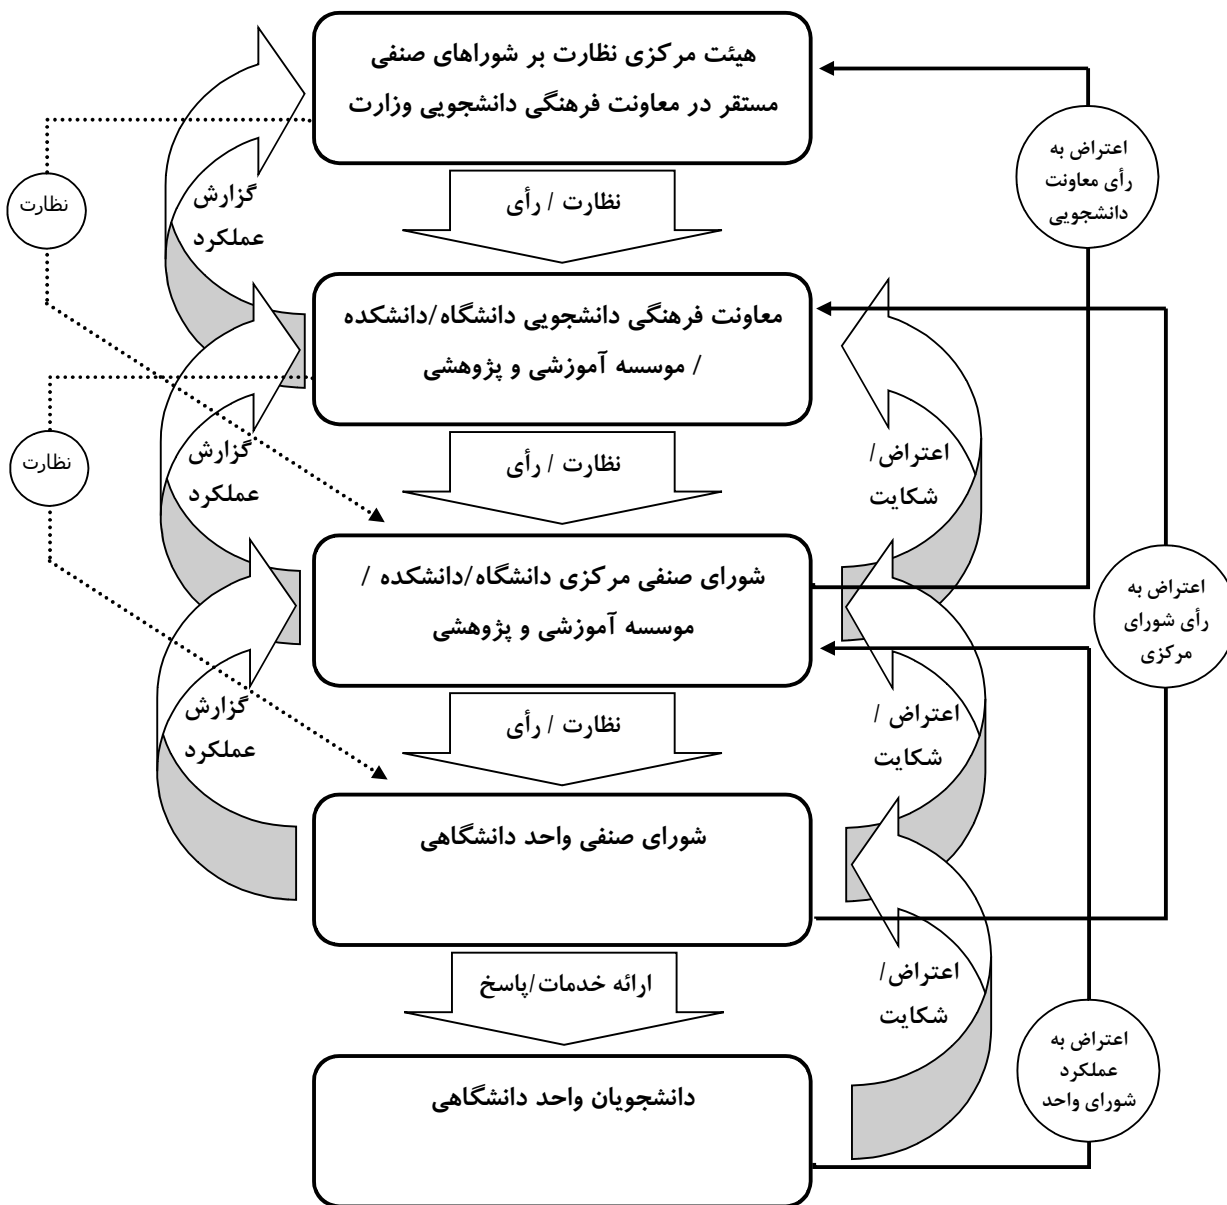 هیئت مرکزی نظارت بر شوراهای صنفی
مستقر در معاونت فرهنگی دانشجویی وزارت
اعتراض به
رأی معاونت
دانشجویی
نظارت / رأی
گزارش
عملکرد
نظارت
معاونت فرهنگی دانشجویی دانشگاه/دانشکده
/ موسسه آموزشی و پژوهشی
اعتراض/
شکایت
نظارت / رأی
گزارش
عملکرد
نظارت
شورای صنفی مرکزی دانشگاه/دانشکده /
موسسه آموزشی و پژوهشی
اعتراض به
رأی شورای
مرکزی
اعتراض /
شکایت
نظارت / رأی
گزارش
عملکرد
شورای صنفی واحد دانشگاهی
اعتراض/
شکایت
ارائه خدمات/پاسخ
اعتراض به
عملکرد
شورای واحد
دانشجویان واحد دانشگاهی